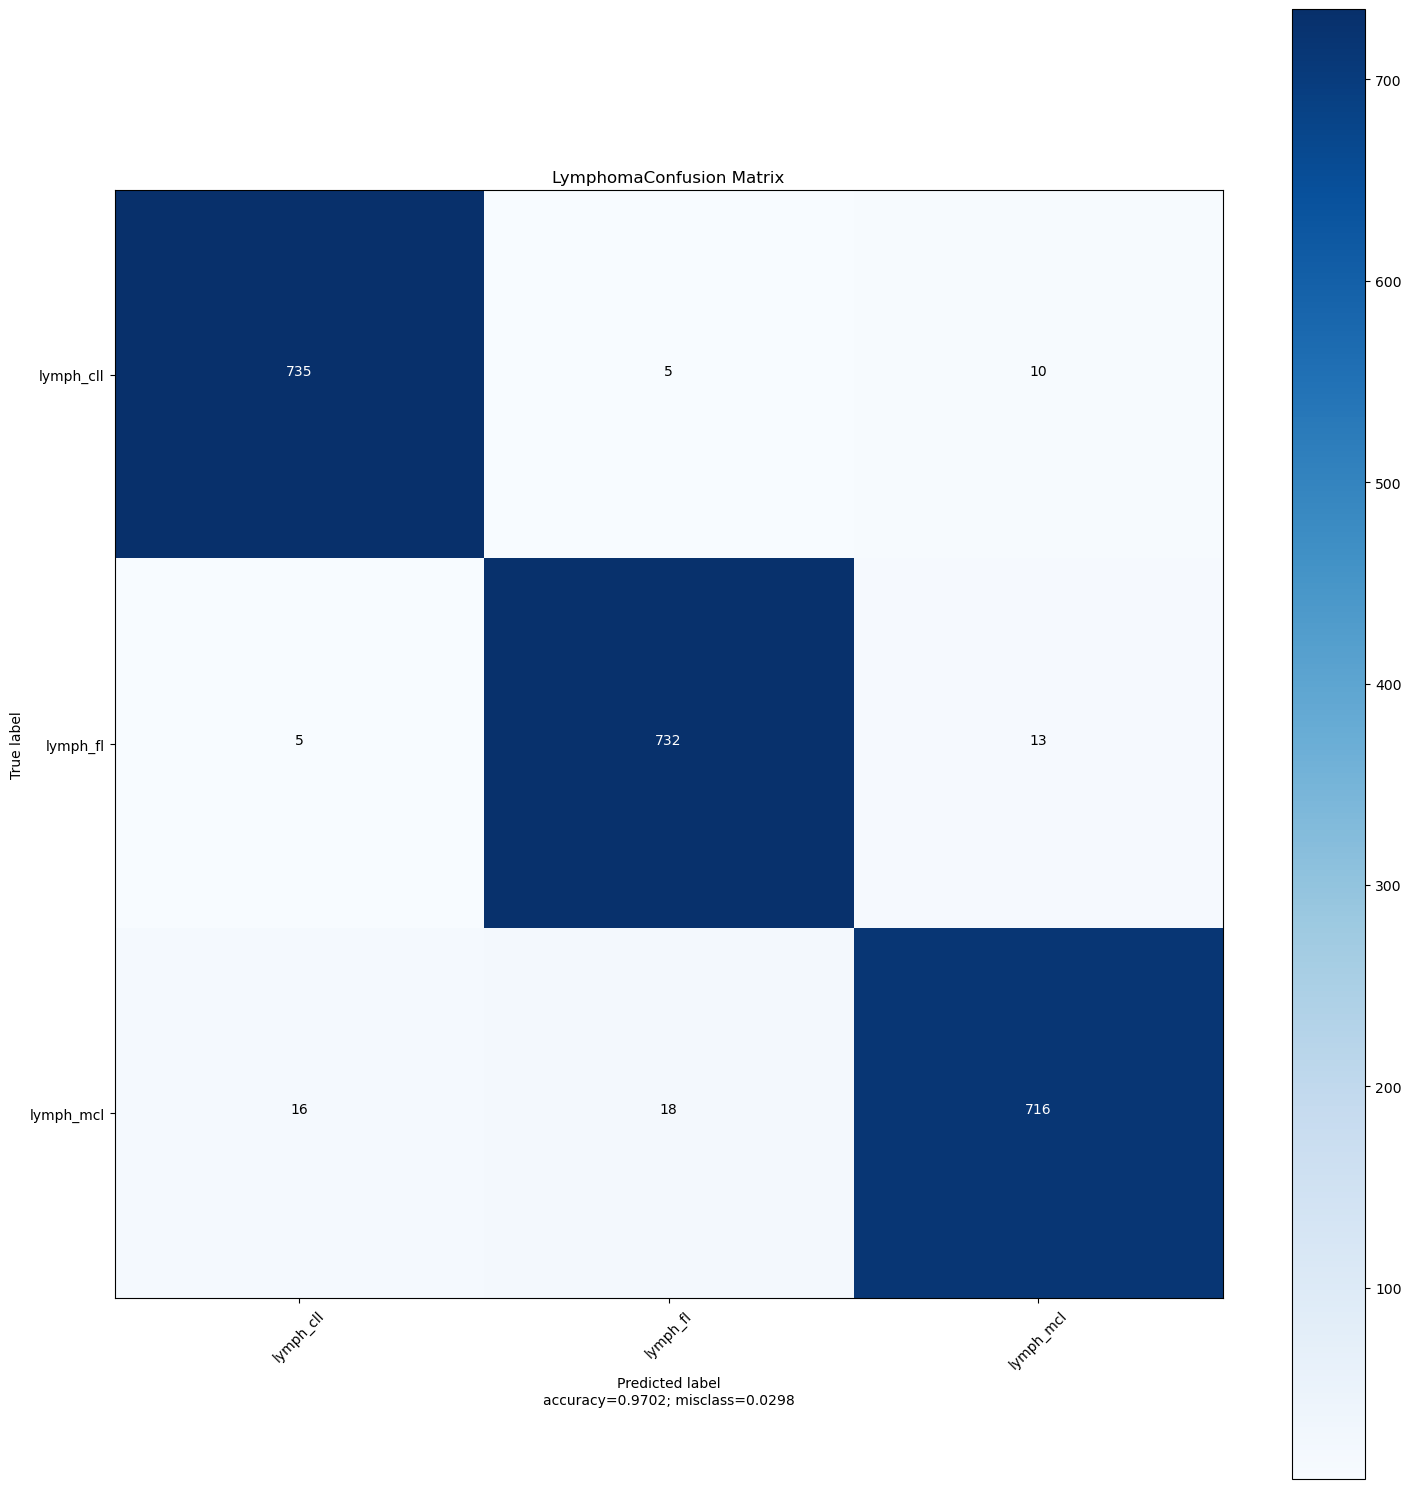 LymphomaConfusion Matrix
700
600
500
400
300
200
100
True label
lymph_cll
735
5
10
lymph_fl
5
732
13
lymph_mcl
16
18
716
lymph_cll
lymph_fl
lymph_mcl
Predicted label
accuracy=0.9702; misclass=0.0298